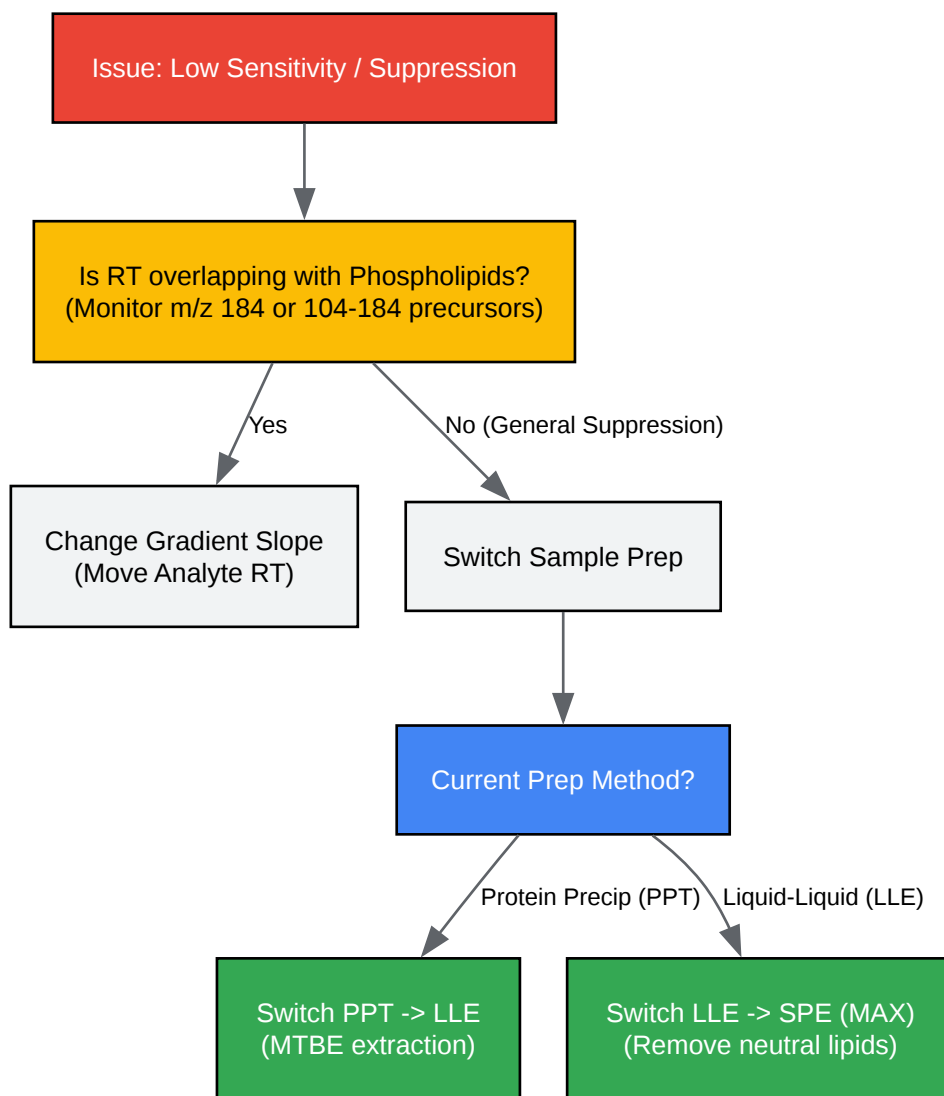 Issue: Low Sensitivity / Suppression
Is RT overlapping with Phospholipids?
(Monitor m/z 184 or 104-184 precursors)
Yes
No (General Suppression)
Change Gradient Slope
(Move Analyte RT)
Switch Sample Prep
Current Prep Method?
Protein Precip (PPT)
Liquid-Liquid (LLE)
Switch PPT -> LLE
(MTBE extraction)
Switch LLE -> SPE (MAX)
(Remove neutral lipids)